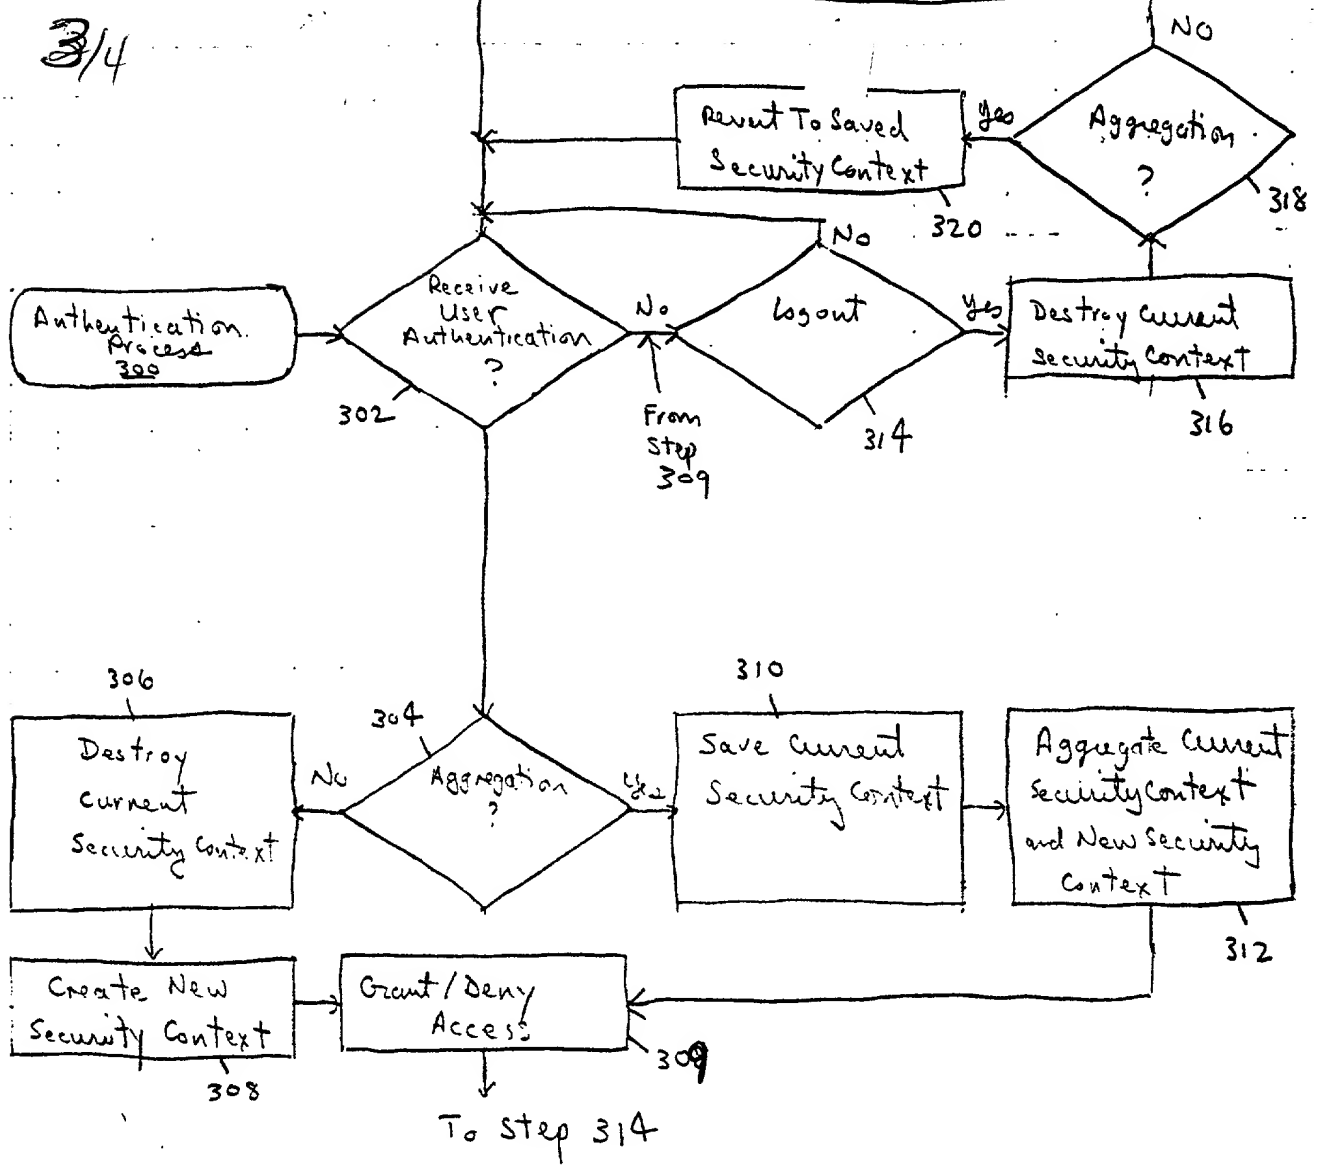 3/4
No
Revert To Saved
Security Context
320
Yes
Aggregation
?
318
Authentication
Process
300
Receive
User
Authentication
?
302
No
From
Step
309
No
Logout
314
Yes
Destroy Current
Security Context
316
306
Destroy
Current
Security Context
No
304
Aggregation
?
Yes
310
Save Current
Security Context
Aggregate Current
Security Context
and New Security
Context
312
Create New
Security Context
308
Grant/Deny
Access
309
To Step 314